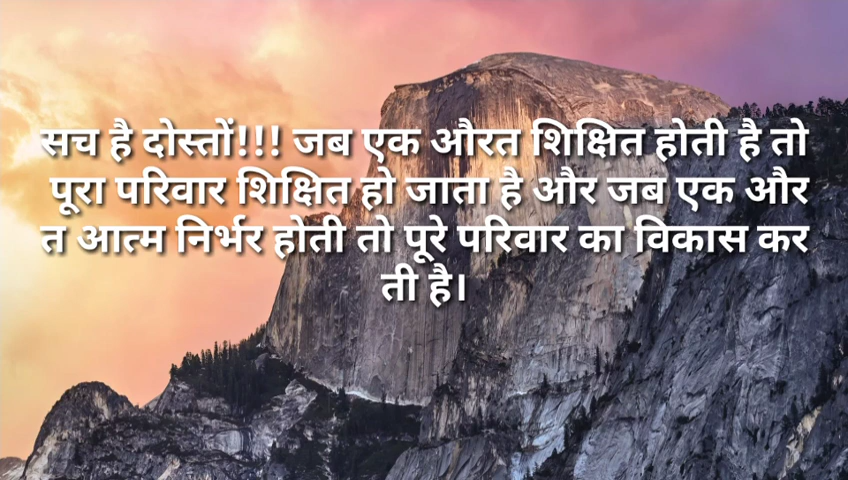 सच है दोस्तों!!! जब एक औरत शिक्षित होती है तो
पूरा परिवार शिक्षित हो जाता है और जब एक और
त आत्म निर्भर होती तो पूरे परिवार का विकास कर
ती है।